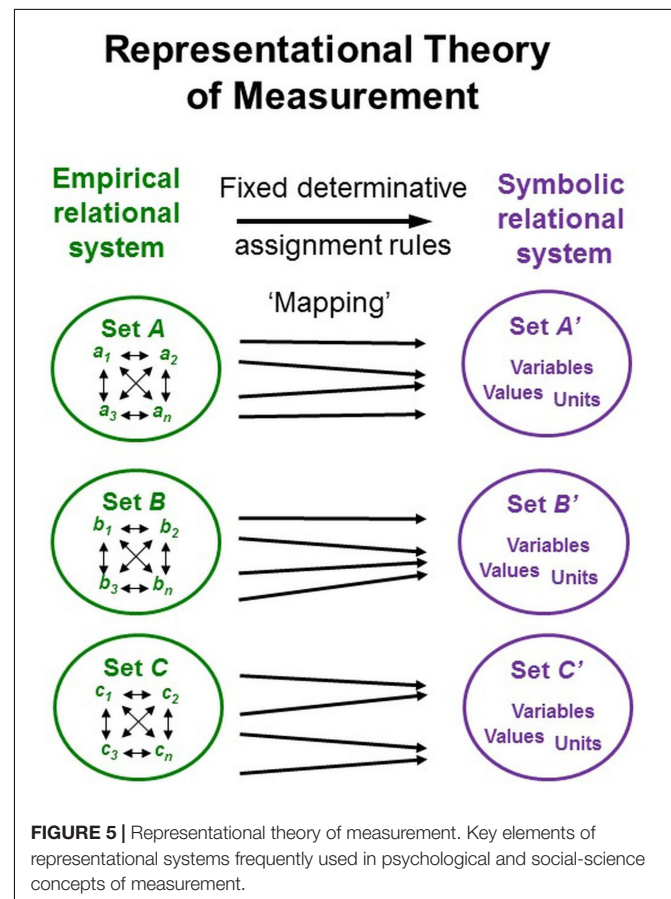 Representational Theory
of Measurement
Empirical
relational
system
Fixed determinative
assignment rules
'Mapping'
Symbolic
relational
system
Set A
a1 a2
a3 an
Set A'
Variables
Values Units
Set B
b1 b2
b3 bn
Set B'
Variables
Values Units
Set C
c1 c2
c3 cn
Set C'
Variables
Values Units
FIGURE 5 | Representational theory of measurement. Key elements of
representational systems frequently used in psychological and social-science
concepts of measurement.